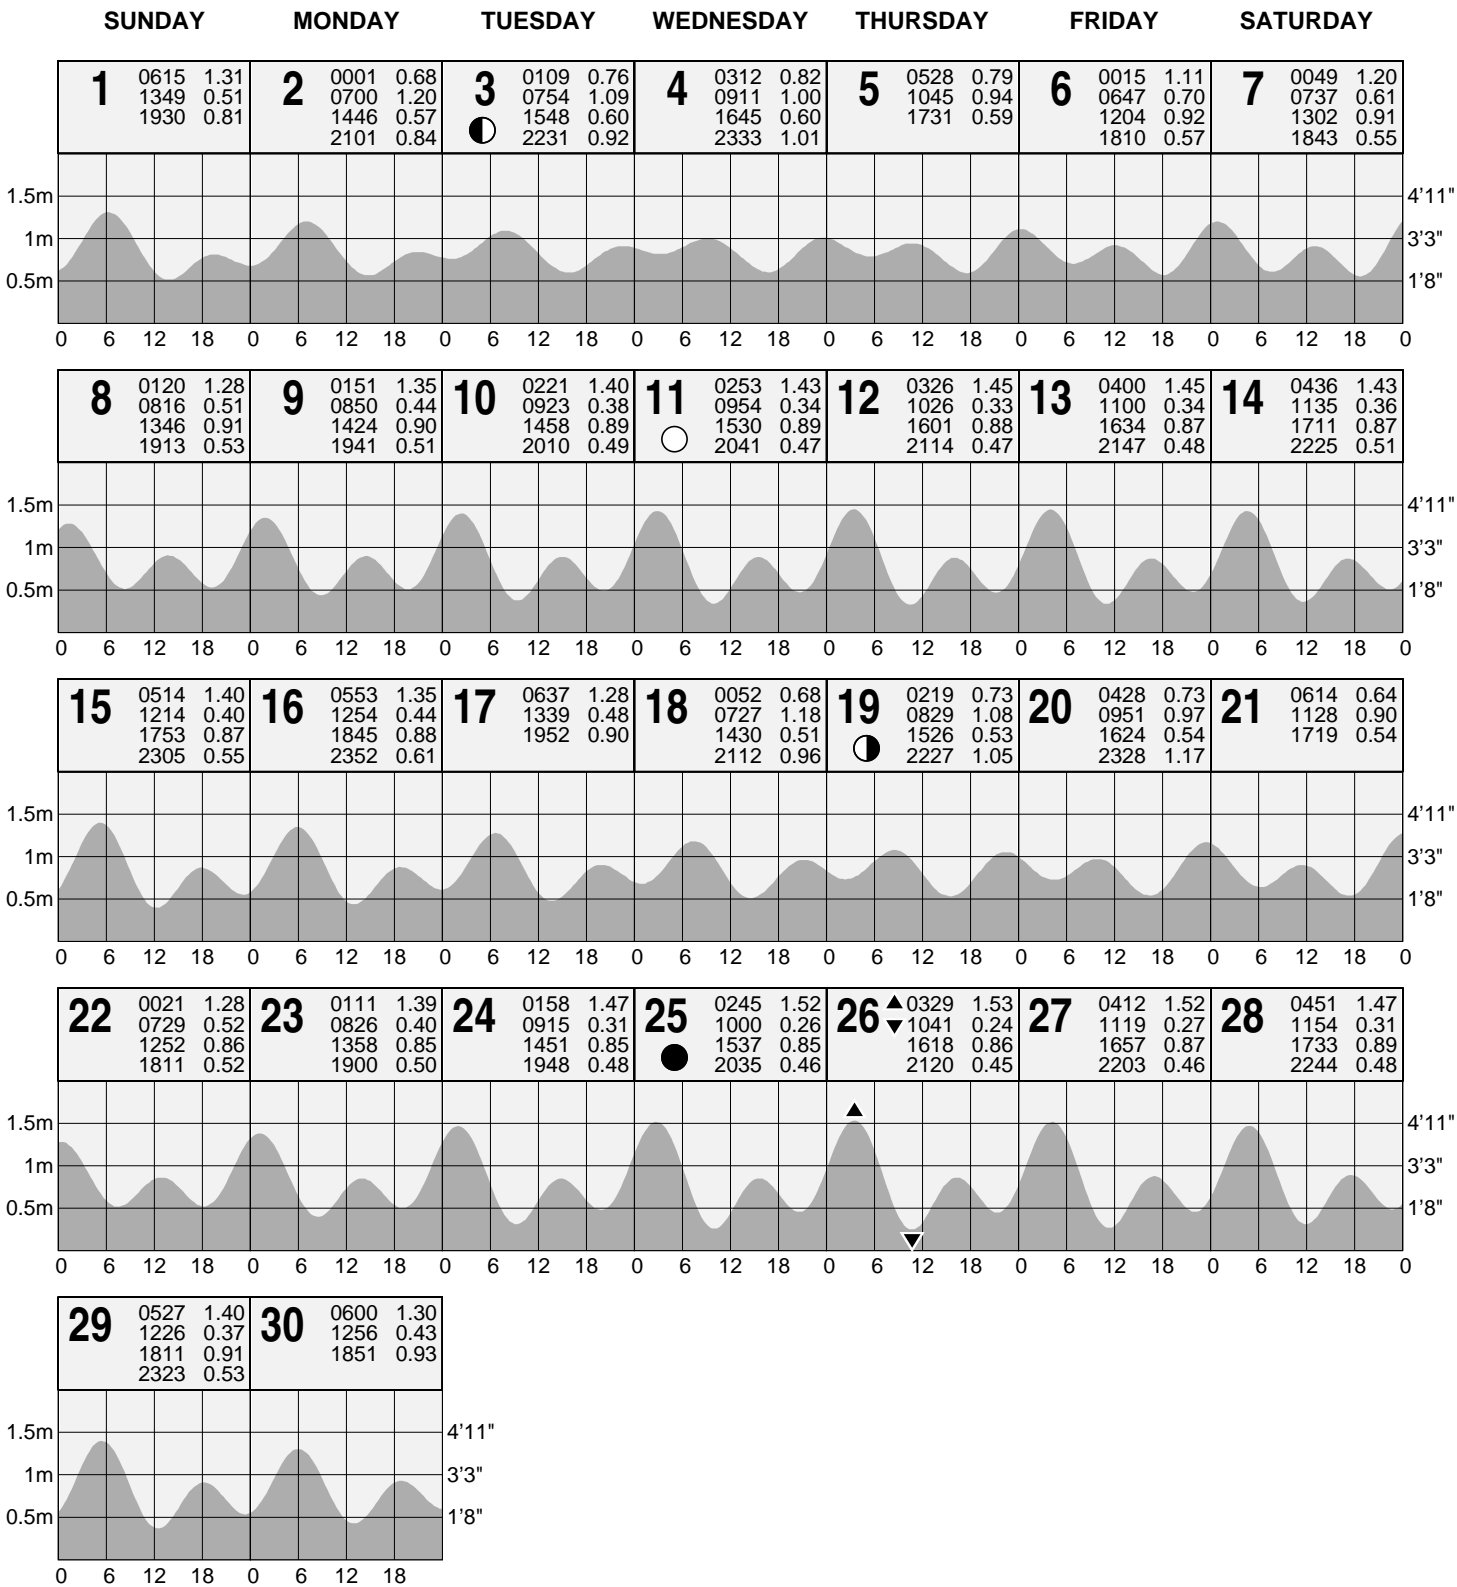 SUNDAY MONDAY TUESDAY WEDNESDAY THURSDAY FRIDAY SATURDAY
1 0615 1.31
1349 0.51
1930 0.81
2 0001 0.68
0700 1.20
1446 0.57
2101 0.84
3 0109 0.76
0754 1.09
1548 0.60
2231 0.92
4 0312 0.82
0911 1.00
1645 0.60
2333 1.01
5 0528 0.79
1045 0.94
1731 0.59
6 0015 1.11
0647 0.70
1204 0.92
1810 0.57
7 0049 1.20
0737 0.61
1302 0.91
1843 0.55
1.5m 4'11"
1m 3'3"
0.5m 1'8"
0 6 12 18 0 6 12 18 0 6 12 18 0 6 12 18 0 6 12 18 0 6 12 18 0 6 12 18 0
8 0120 1.28
0816 0.51
1346 0.91
1913 0.53
9 0151 1.35
0850 0.44
1424 0.90
1941 0.51
10 0221 1.40
0923 0.38
1458 0.89
2010 0.49
11 0253 1.43
0954 0.34
1530 0.89
2041 0.47
12 0326 1.45
1026 0.33
1601 0.88
2114 0.47
13 0400 1.45
1100 0.34
1634 0.87
2147 0.48
14 0436 1.43
1135 0.36
1711 0.87
2225 0.51
1.5m 4'11"
1m 3'3"
0.5m 1'8"
0 6 12 18 0 6 12 18 0 6 12 18 0 6 12 18 0 6 12 18 0 6 12 18 0 6 12 18 0
15 0514 1.40
1214 0.40
1753 0.87
2305 0.55
16 0553 1.35
1254 0.44
1845 0.88
2352 0.61
17 0637 1.28
1339 0.48
1952 0.90
18 0052 0.68
0727 1.18
1430 0.51
2112 0.96
19 0219 0.73
0829 1.08
1526 0.53
2227 1.05
20 0428 0.73
0951 0.97
1624 0.54
2328 1.17
21 0614 0.64
1128 0.90
1719 0.54
1.5m 4'11"
1m 3'3"
0.5m 1'8"
0 6 12 18 0 6 12 18 0 6 12 18 0 6 12 18 0 6 12 18 0 6 12 18 0 6 12 18 0
22 0021 1.28
0729 0.52
1252 0.86
1811 0.52
23 0111 1.39
0826 0.40
1358 0.85
1900 0.50
24 0158 1.47
0915 0.31
1451 0.85
1948 0.48
25 0245 1.52
1000 0.26
1537 0.85
2035 0.46
26 0329 1.53
1041 0.24
1618 0.86
2120 0.45
27 0412 1.52
1119 0.27
1657 0.87
2203 0.46
28 0451 1.47
1154 0.31
1733 0.89
2244 0.48
1.5m 4'11"
1m 3'3"
0.5m 1'8"
0 6 12 18 0 6 12 18 0 6 12 18 0 6 12 18 0 6 12 18 0 6 12 18 0 6 12 18 0
29 0527 1.40
1226 0.37
1811 0.91
2323 0.53
30 0600 1.30
1256 0.43
1851 0.93
1.5m 4'11"
1m 3'3"
0.5m 1'8"
0 6 12 18 0 6 12 18